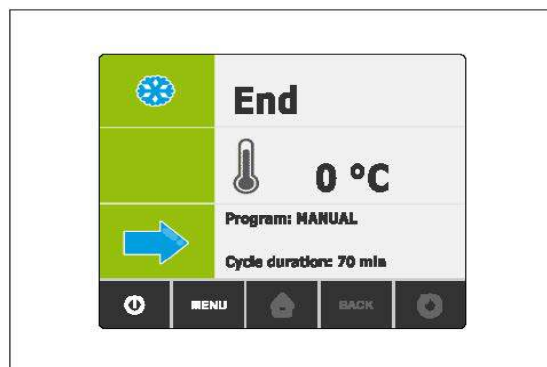 End
0 °C
Program: MANUAL
Cycle duration: 70 min
MENU
BACK